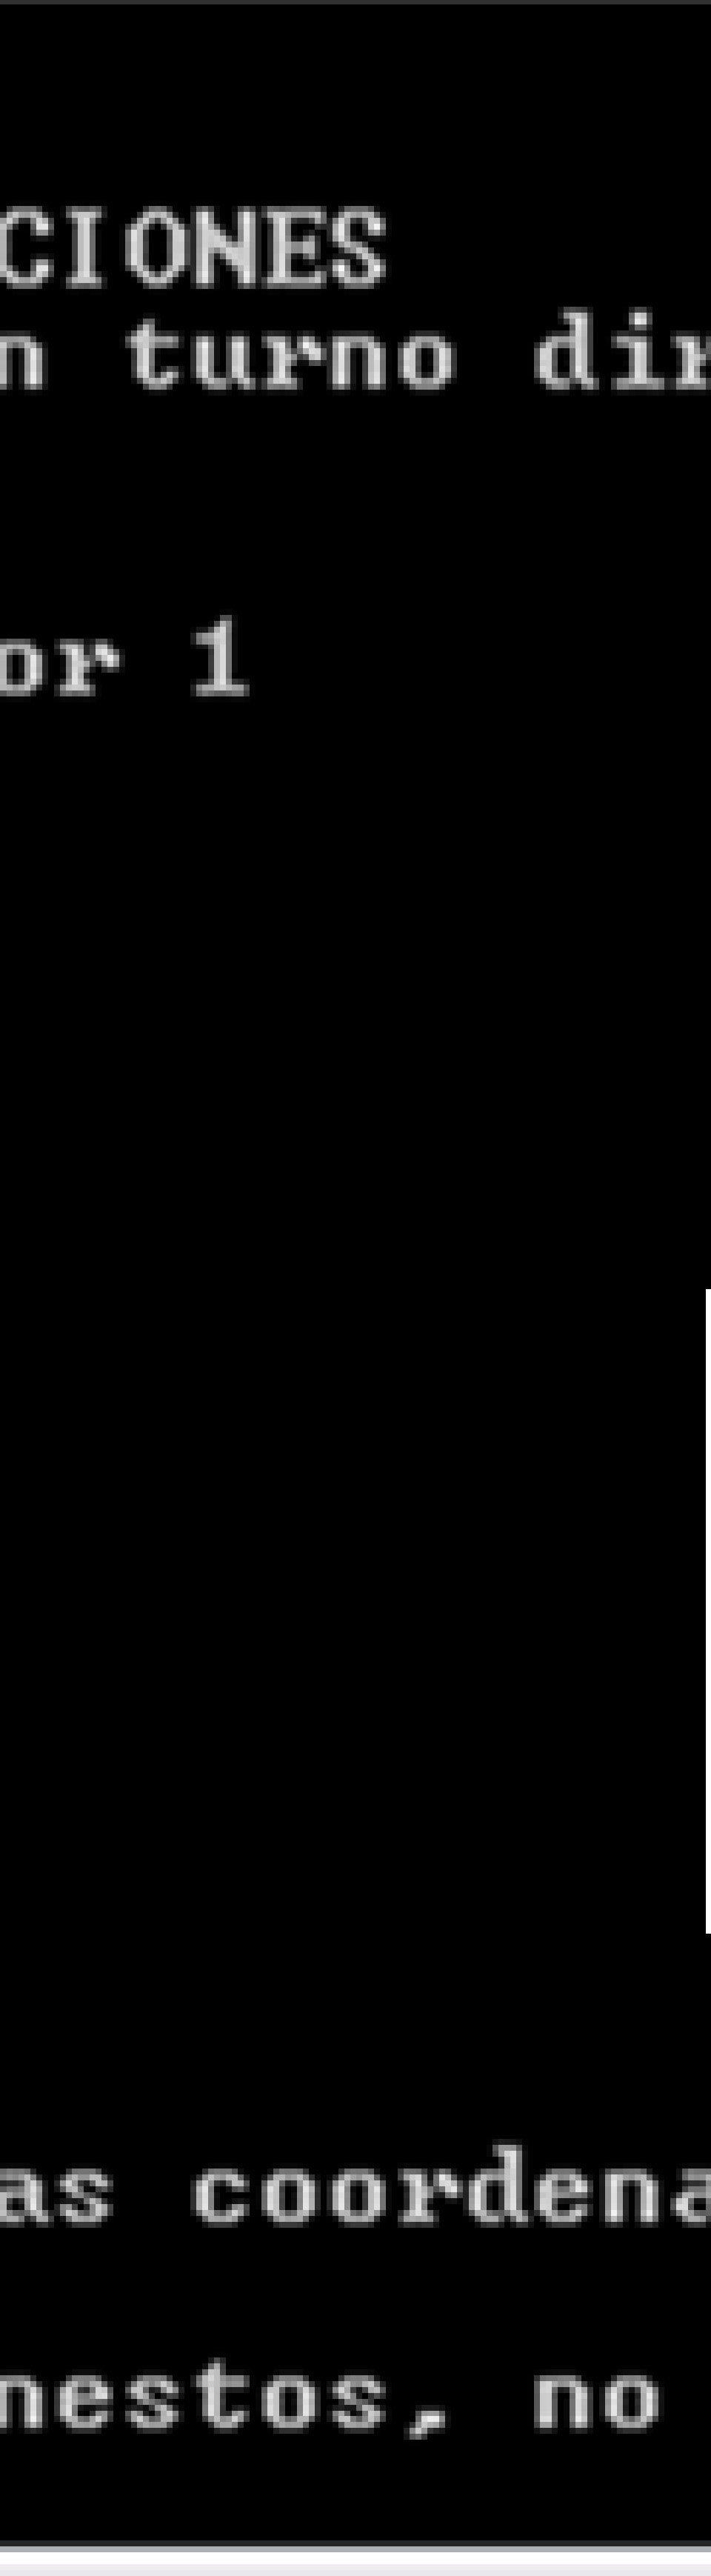 CIONES
n turno dir
or 1
as coordena
nestos, no